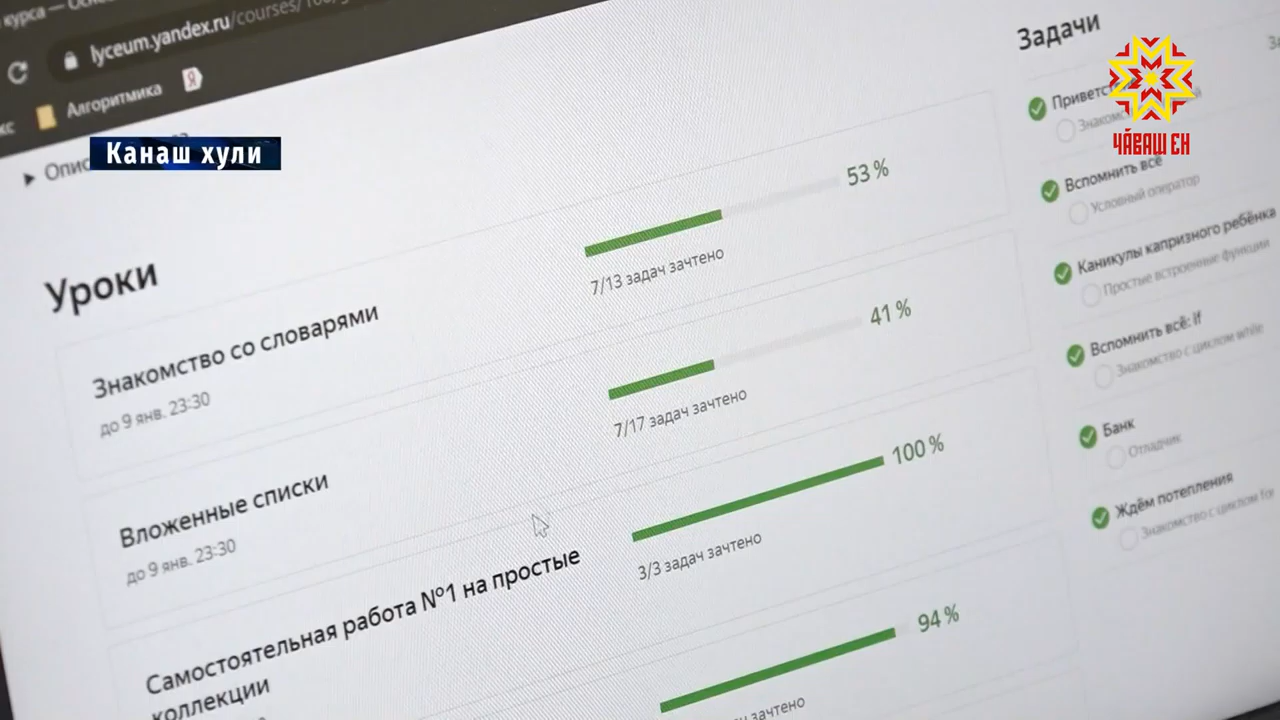 курса —
lyceum.yandex.ru/courses/
Алгоритмика
Я
Канаш хули
ЧӐВАШ ЕН
Уроки
Знакомство со словарями
до 9 янв. 23:30
53 %
7/13 задач зачтено
Вложенные списки
до 9 янв. 23:30
41 %
7/17 задач зачтено
Самостоятельная работа №1 на простые
коллекции
100 %
3/3 задач зачтено
94 %
зачтено
Задачи
Вспомнить всё
Условный оператор
Каникулы капризного ребёнка
Простые встроенные функции
Вспомнить всё: if
Знакомство с циклом while
Банк
Отладчик
Ждём потепления
Знакомство с циклом for